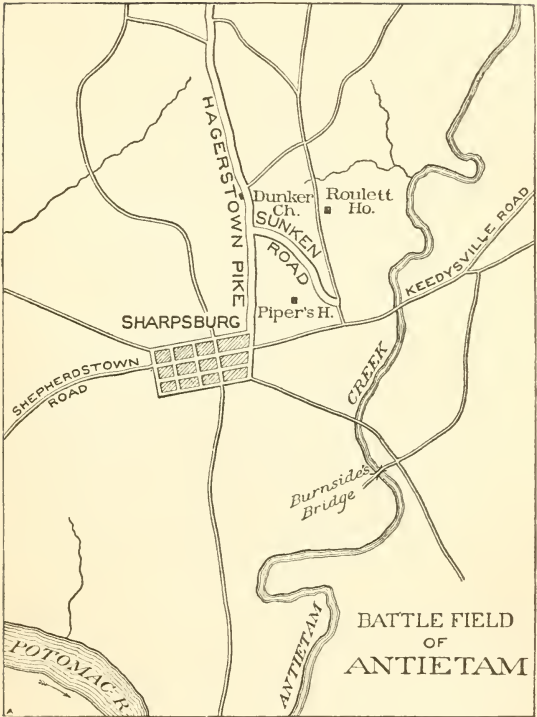 HAGERSTOWN PIKE
Dunker
Ch.
Roulett
Ho.
SUNKEN
ROAD
KEEDYSVILLE ROAD
Piper's H.
SHARPSBURG
SHEPHERDSTOWN
ROAD
CREEK
Burnside's
Bridge
ANTIETAM
POTOMAC R.
BATTLE FIELD
OF
ANTIETAM